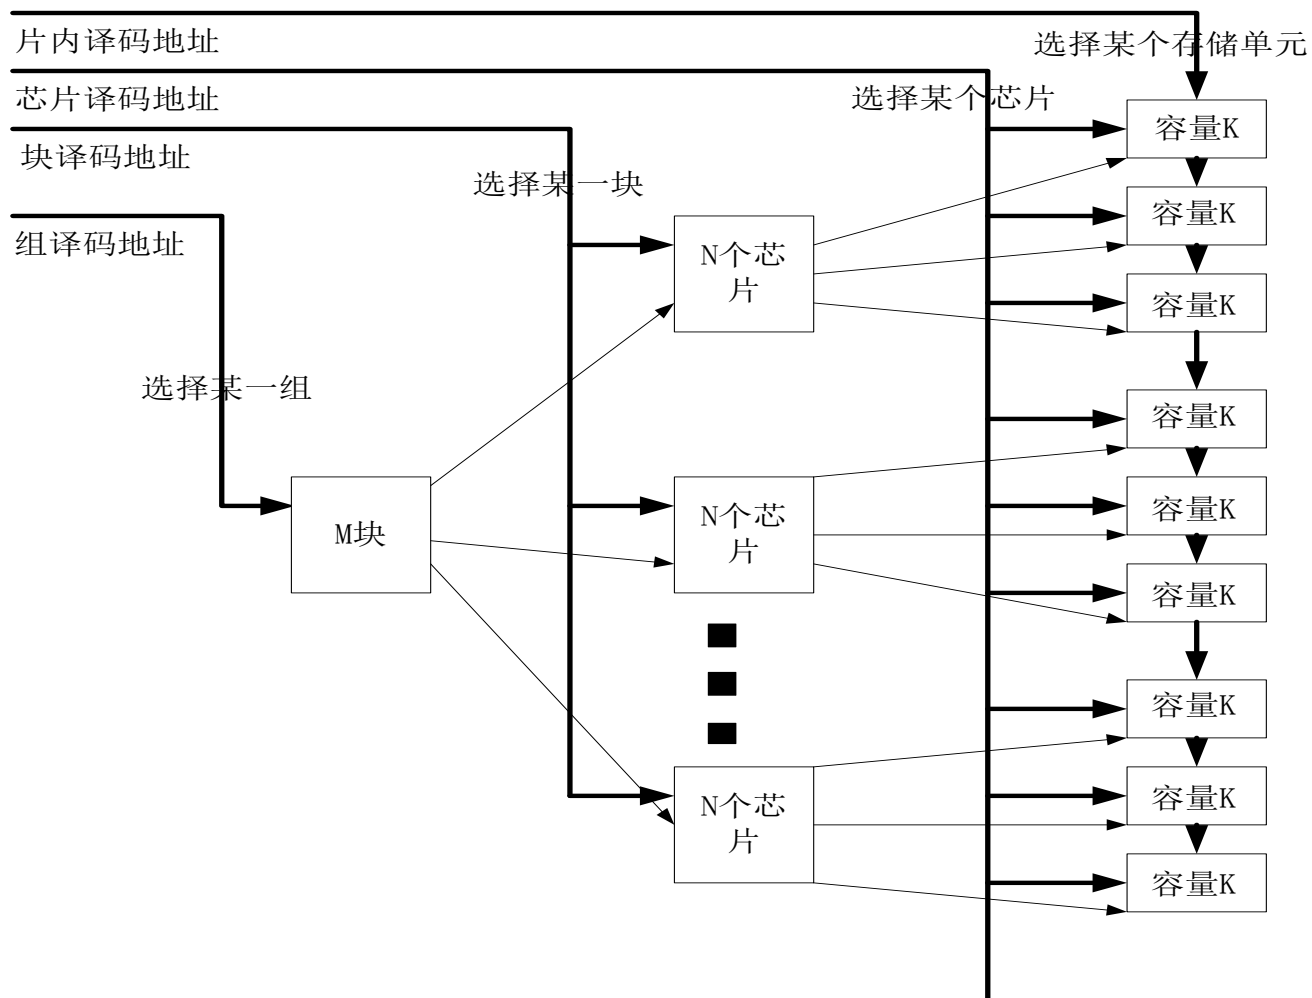 片内译码地址
选择某个存储单元
芯片译码地址
选择某个芯片
容量K
块译码地址
选择某一块
容量K
组译码地址
N个芯
片
容量K
选择某一组
容量K
M块
N个芯
片
容量K
容量K
容量K
N个芯
片
容量K
容量K